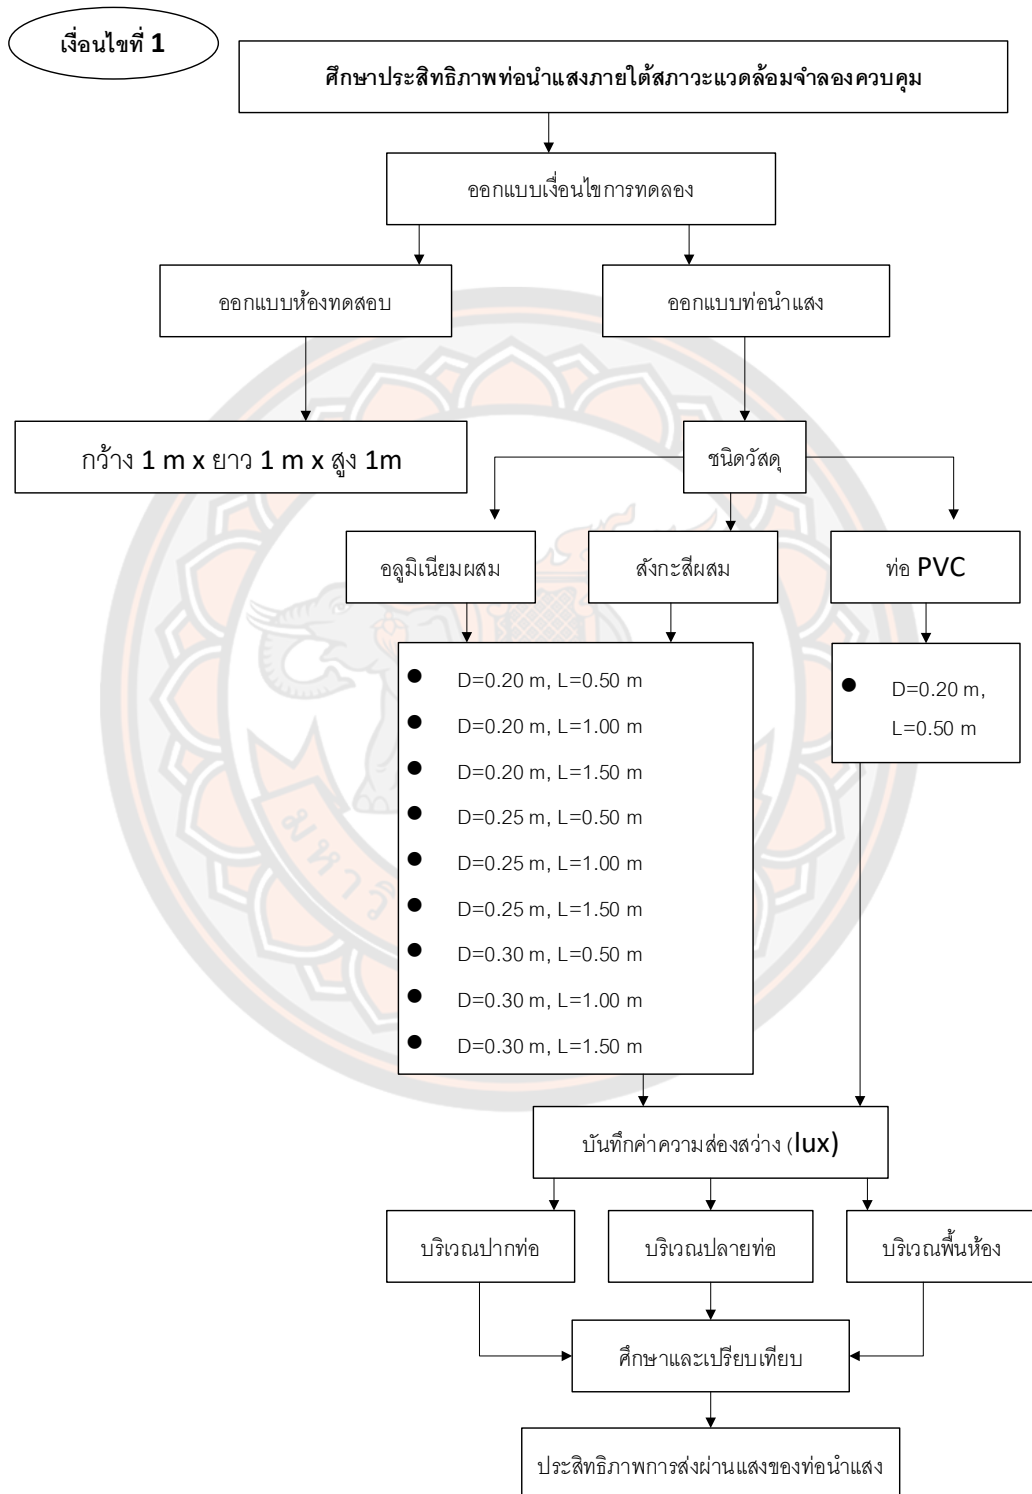 เงื่อนไขที่ 1
ศึกษาประสิทธิภาพท่อนำแสงภายใต้สภาวะแวดล้อมจำลองควบคุม
ออกแบบเงื่อนไขการทดลอง
ออกแบบห้องทดสอบ
ออกแบบท่อนำแสง
กว้าง 1 m x ยาว 1 m x สูง 1m
ชนิดวัสดุ
อลูมิเนียมผสม
สังกะสีผสม
ท่อ PVC
● D=0.20 m, L=0.50 m
● D=0.20 m, L=1.00 m
● D=0.20 m, L=1.50 m
● D=0.25 m, L=0.50 m
● D=0.25 m, L=1.00 m
● D=0.25 m, L=1.50 m
● D=0.30 m, L=0.50 m
● D=0.30 m, L=1.00 m
● D=0.30 m, L=1.50 m
● D=0.20 m,
L=0.50 m
บันทึกค่าความส่องสว่าง (lux)
บริเวณปากท่อ
บริเวณปลายท่อ
บริเวณพื้นห้อง
ศึกษาและเปรียบเทียบ
ประสิทธิภาพการส่งผ่านแสงของท่อนำแสง
มหาวิ